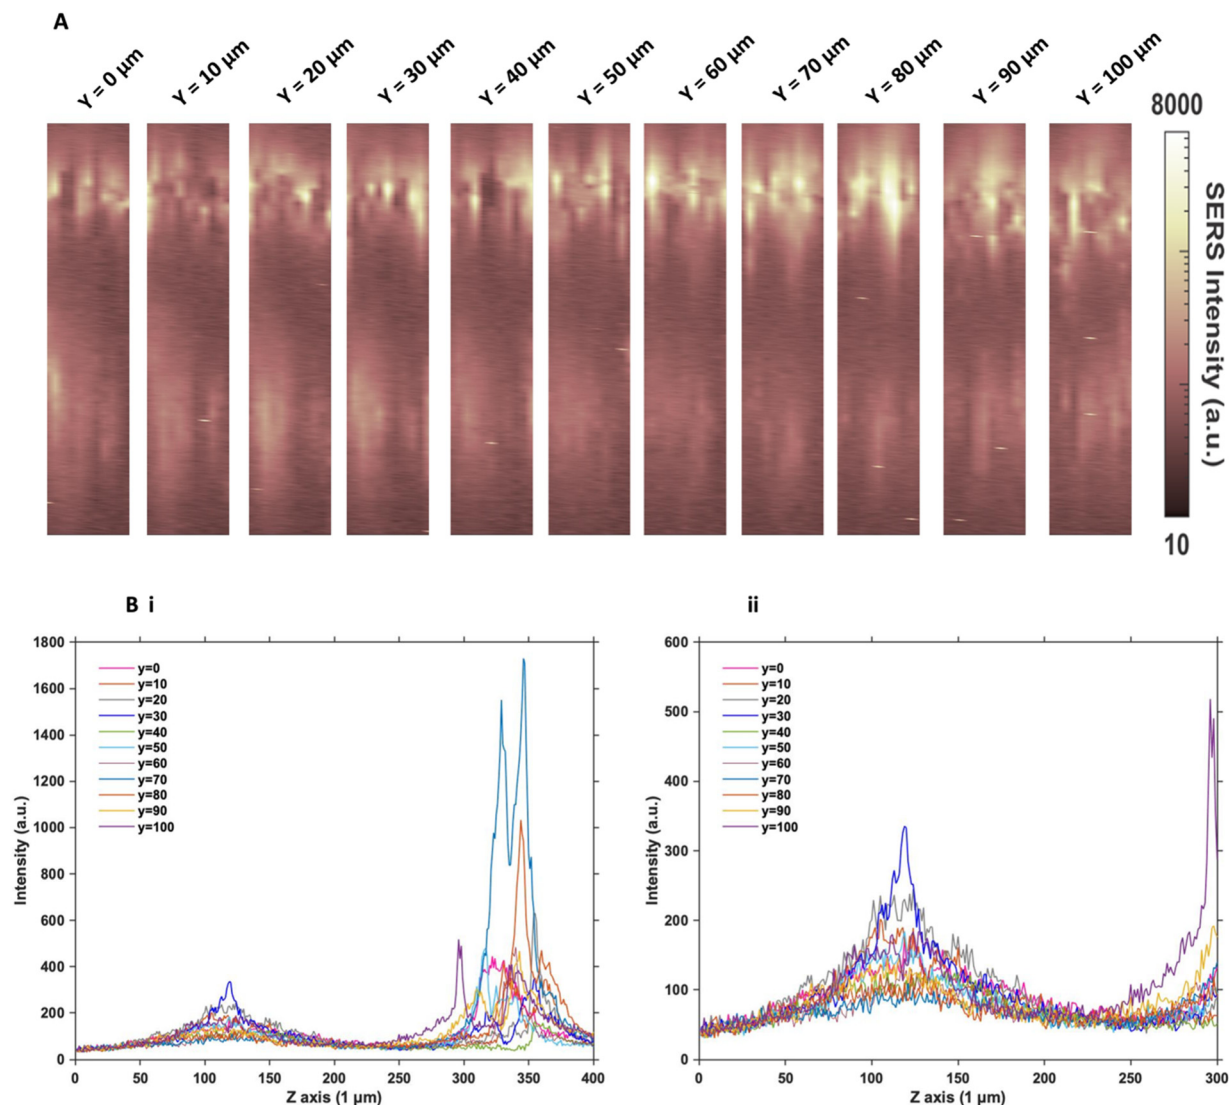 A
Y = 0 µm
Y = 10 µm
Y = 20 µm
Y = 30 µm
Y = 40 µm
Y = 50 µm
Y = 60 µm
Y = 70 µm
Y = 80 µm
Y = 90 µm
Y = 100 µm
8000
SERS Intensity (a.u.)
10
B i
1800
1600
1400
1200
1000
800
600
400
200
0
Intensity (a.u.)
y=0
y=10
y=20
y=30
y=40
y=50
y=60
y=70
y=80
y=90
y=100
0 50 100 150 200 250 300 350 400
Z axis (1 µm)
ii
600
500
400
300
200
100
0
Intensity (a.u.)
y=0
y=10
y=20
y=30
y=40
y=50
y=60
y=70
y=80
y=90
y=100
0 50 100 150 200 250 300
Z axis (1 µm)